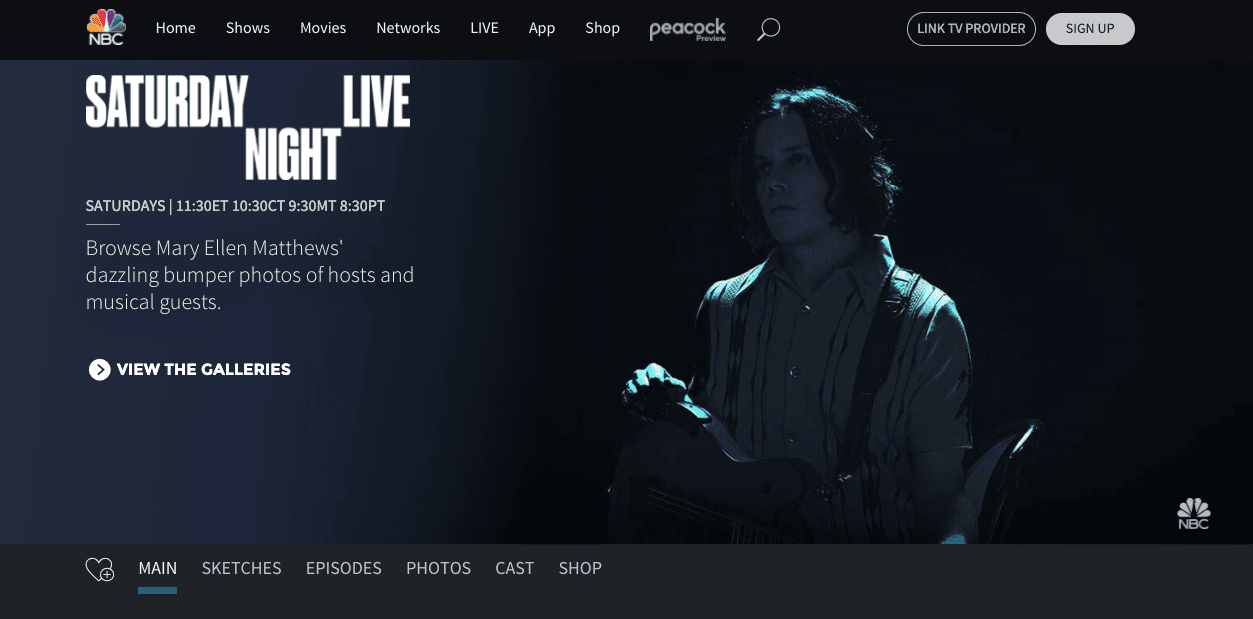 NBC
Home
Shows
Movies
Networks
LIVE
App
Shop
peacock
Preview
LINK TV PROVIDER
SIGN UP
SATURDAY LIVE
NIGHT
SATURDAYS | 11:30ET 10:30CT 9:30MT 8:30PT
Browse Mary Ellen Matthews'
dazzling bumper photos of hosts and
musical guests.
VIEW THE GALLERIES
NBC
MAIN
SKETCHES
EPISODES
PHOTOS
CAST
SHOP